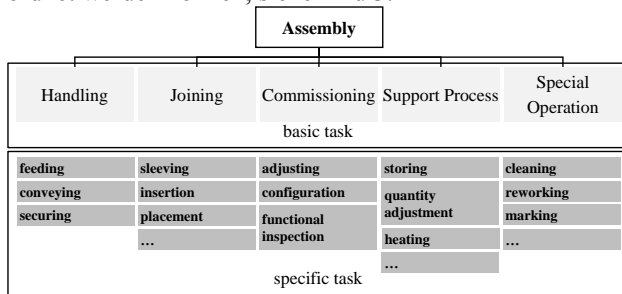 Assembly
Handling
Joining
Commissioning
Support Process
Special
Operation
basic task
feeding
conveying
securing
sleeving
insertion
placement
...
adjusting
configuration
functional
inspection
storing
quantity
adjustment
heating
...
cleaning
reworking
marking
...
specific task